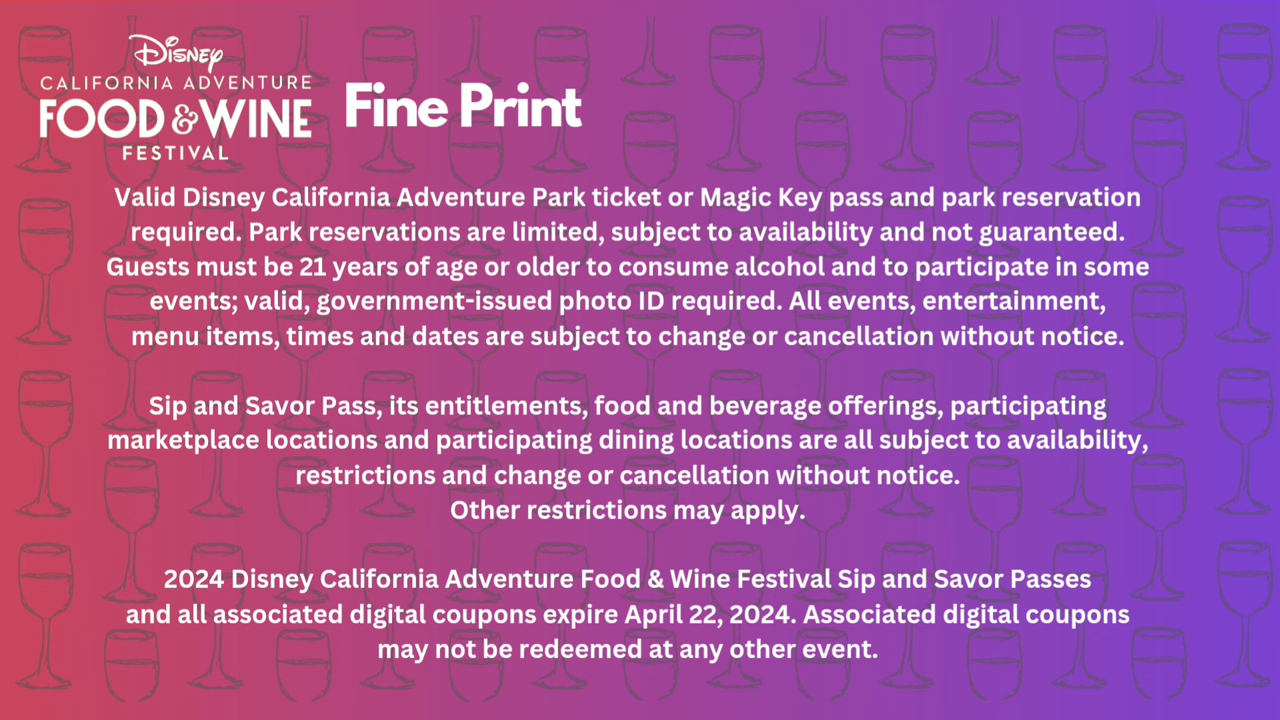 Disney
CALIFORNIA ADVENTURE
FOOD & WINE
FESTIVAL
Fine Print
Valid Disney California Adventure Park ticket or Magic Key pass and park reservation
required. Park reservations are limited, subject to availability and not guaranteed.
Guests must be 21 years of age or older to consume alcohol and to participate in some
events; valid, government-issued photo ID required. All events, entertainment,
menu items, times and dates are subject to change or cancellation without notice.
Sip and Savor Pass, its entitlements, food and beverage offerings, participating
marketplace locations and participating dining locations are all subject to availability,
restrictions and change or cancellation without notice.
Other restrictions may apply.
2024 Disney California Adventure Food & Wine Festival Sip and Savor Passes
and all associated digital coupons expire April 22, 2024. Associated digital coupons
may not be redeemed at any other event.